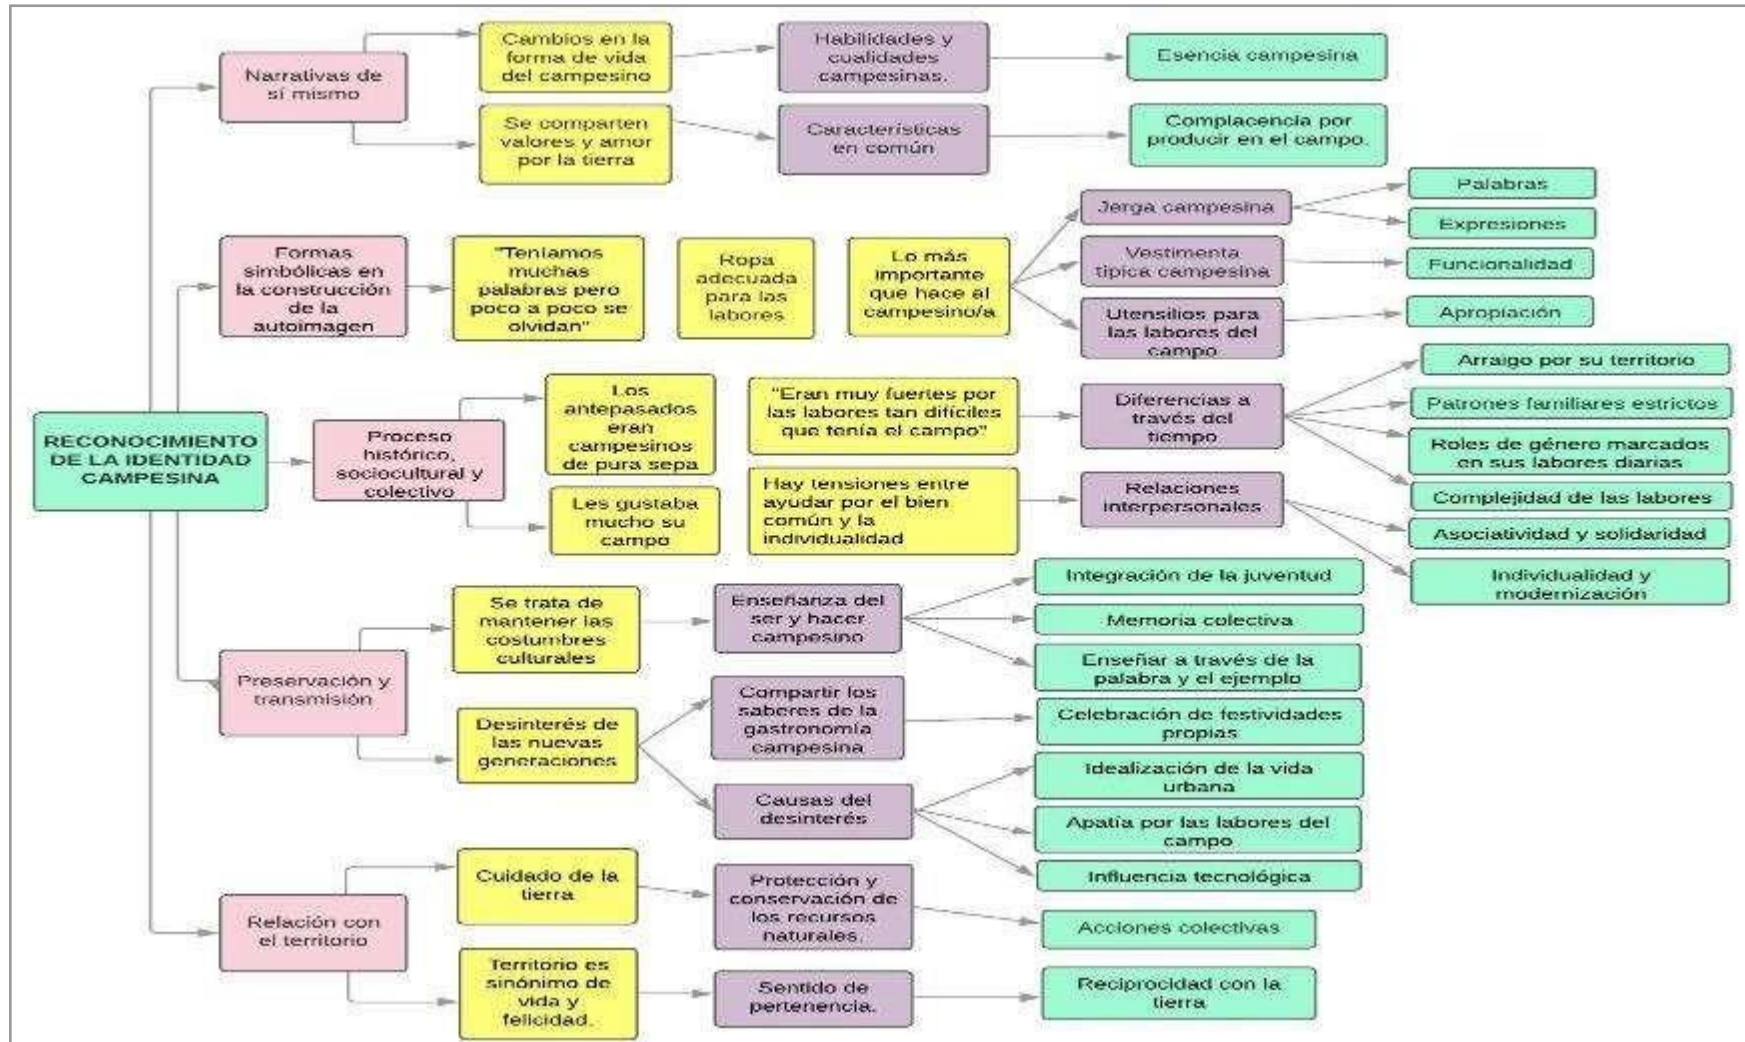 Narrativas de
sí mismo
Cambios en la
forma de vida
del campesino
Habilidades y
cualidades
campesinas.
Esencia campesina
Se comparten
valores y amor
por la tierra
Características
en común
Complacencia por
producir en el campo.
Formas
simbólicas en
la construcción
de la
autoimagen
"Teníamos
muchas
palabras pero
poco a poco se
olvidan"
Ropa
adecuada
para las
labores
Lo más
importante
que hace al
campesino/a
Jerga campesina
Palabras
Expresiones
Vestimenta
típica campesina
Funcionalidad
Utensilios para
las labores del
campo
Apropiación
RECONOCIMIENTO
DE LA IDENTIDAD
CAMPESINA
Proceso
histórico,
sociocultural y
colectivo
Los
antepasados
eran
campesinos
de pura sepa
Les gustaba
mucho su
campo
"Eran muy fuertes por
las labores tan difíciles
que tenía el campo"
Diferencias a
través del
tiempo
Arraigo por su territorio
Patrones familiares estrictos
Roles de género marcados
en sus labores diarias
Complejidad de las labores
Hay tensiones entre
ayudar por el bien
común y la
individualidad
Relaciones
interpersonales
Asociatividad y solidaridad
Individualidad y
modernización
Preservación y
transmisión
Se trata de
mantener las
costumbres
culturales
Enseñanza del
ser y hacer
campesino
Integración de la juventud
Memoria colectiva
Enseñar a través de la
palabra y el ejemplo
Desinterés de
las nuevas
generaciones
Compartir los
saberes de la
gastronomía
campesina
Celebración de festividades
propias
Causas del
desinterés
Idealización de la vida
urbana
Apatía por las labores del
campo
Influencia tecnológica
Relación con
el territorio
Cuidado de la
tierra
Protección y
conservación de
los recursos
naturales.
Acciones colectivas
Territorio es
sinónimo de
vida y
felicidad.
Sentido de
pertenencia.
Reciprocidad con la
tierra